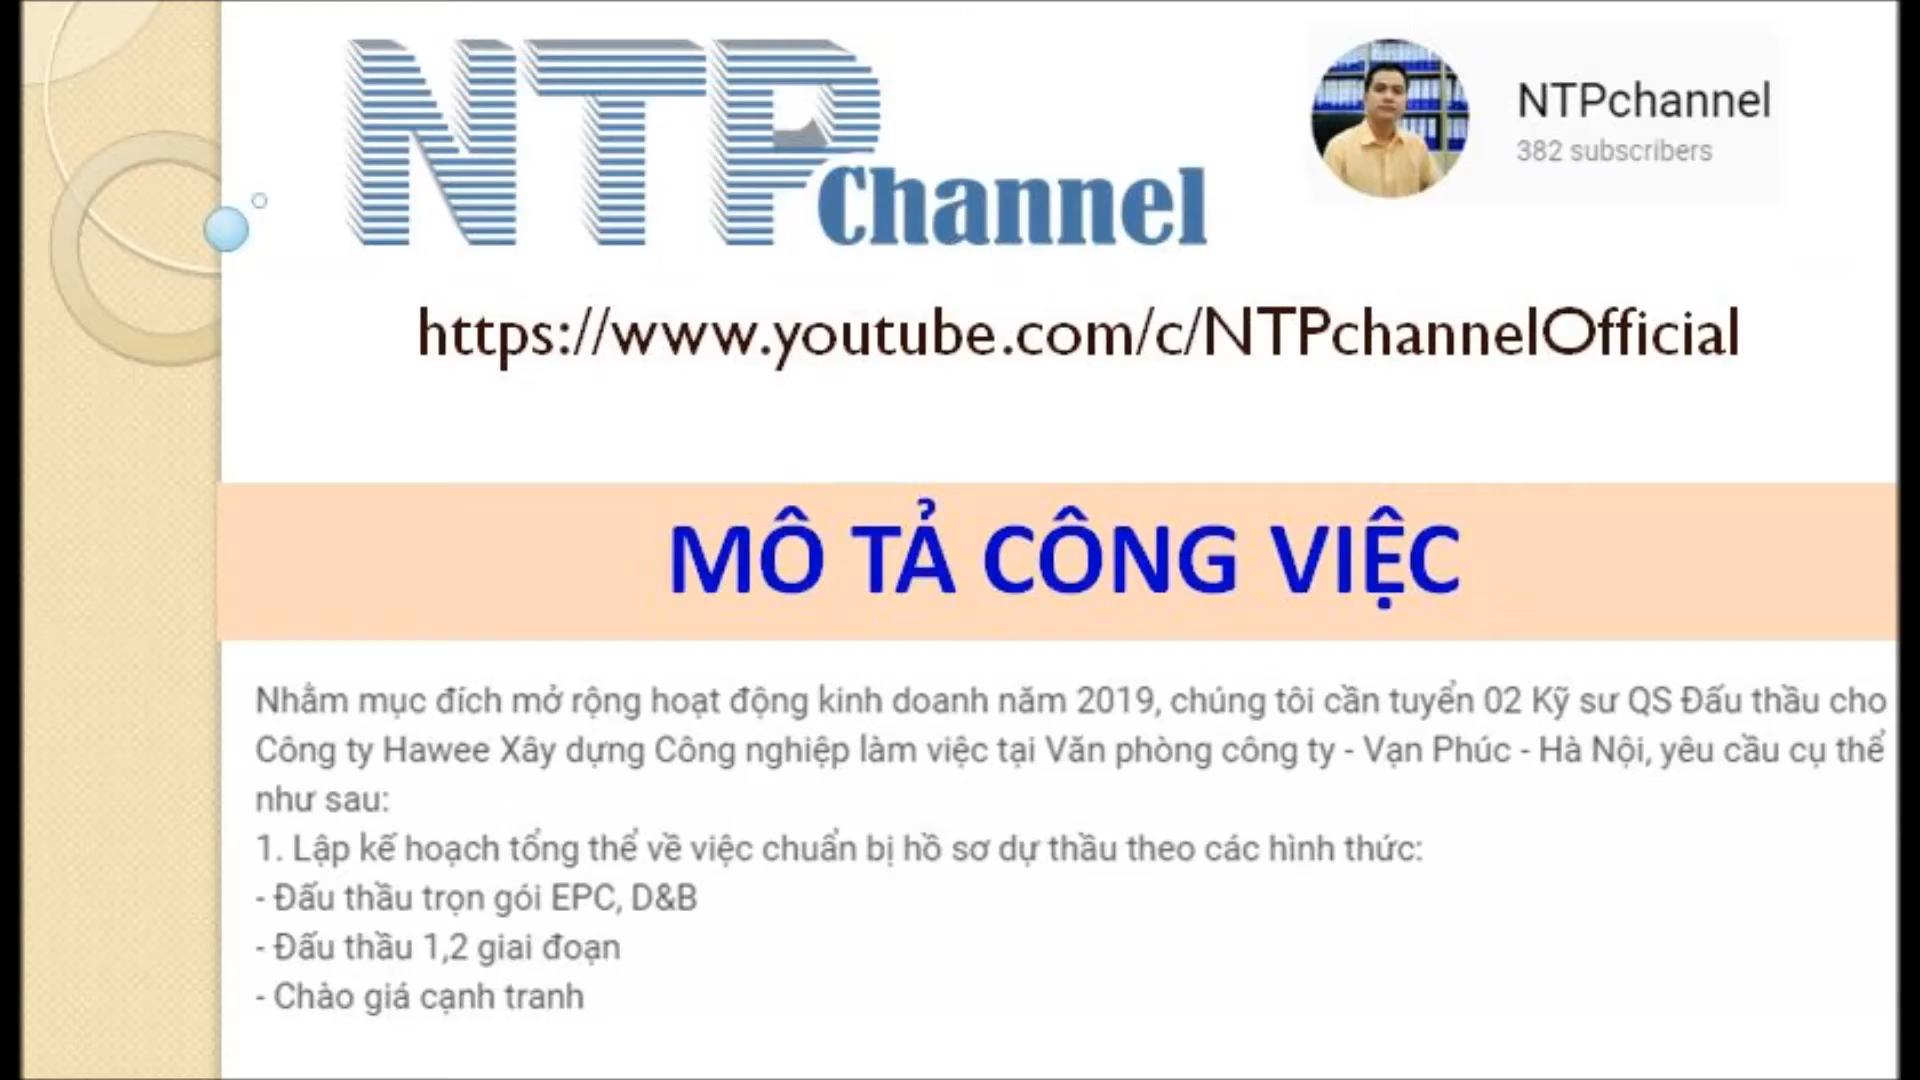 NTP Channel
NTPchannel
382 subscribers
https://www.youtube.com/c/NTPchannelOfficial
MÔ TẢ CÔNG VIỆC
Nhằm mục đích mở rộng hoạt động kinh doanh năm 2019, chúng tôi cần tuyển 02 Kỹ sư QS Đấu thầu cho
Công ty Hawee Xây dựng Công nghiệp làm việc tại Văn phòng công ty - Vạn Phúc - Hà Nội, yêu cầu cụ thể
như sau:
1. Lập kế hoạch tổng thể về việc chuẩn bị hồ sơ dự thầu theo các hình thức:
- Đấu thầu trọn gói EPC, D&B
- Đấu thầu 1,2 giai đoạn
- Chào giá cạnh tranh